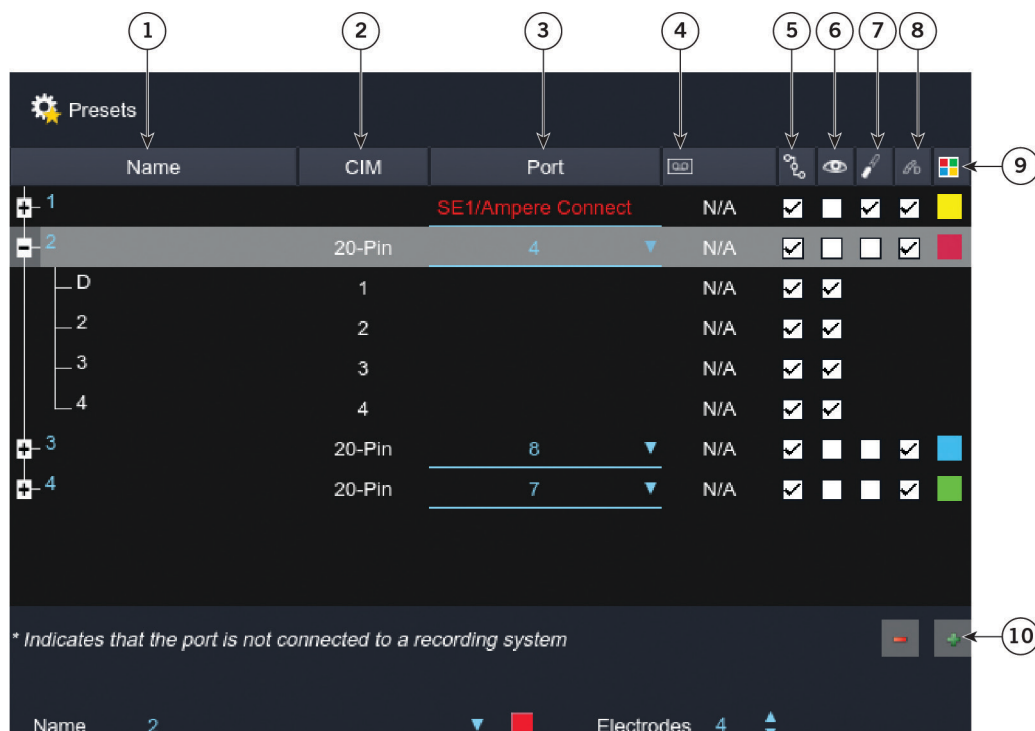 1 2 3 4 5 6 7 8
Presets
Name CIM Port 9
1 SE1/Ampere Connect N/A
2 20-Pin 4 N/A
D 1 N/A
2 2 N/A
3 3 N/A
4 4 N/A
3 20-Pin 8 N/A
4 20-Pin 7 N/A
* Indicates that the port is not connected to a recording system
10
Name 2 Electrodes 4